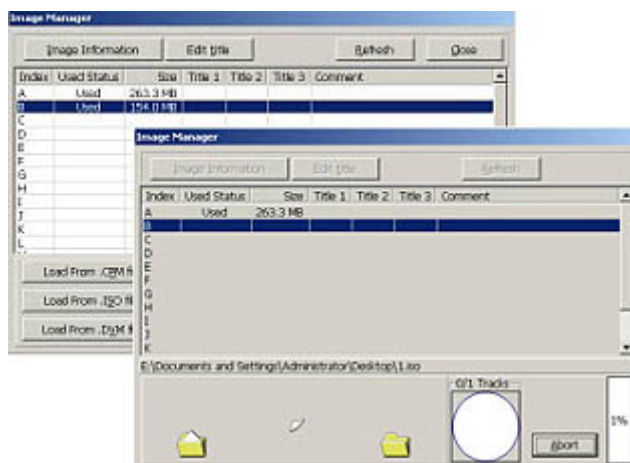 Image Manager
Image Information Edit title Refresh Close
Index Used Status Size Title 1 Title 2 Title 3 Comment
A Used 263.3 MB
B Used 154.0 MB
C
D
E
F
G
H
I
J
K
L
Load From .CBM
Load From .ISO
Load From .DVM
Image Manager
Image Information Edit title Refresh
Index Used Status Size Title 1 Title 2 Title 3 Comment
A Used 263.3 MB
B
C
D
E
F
G
H
I
J
K
E:\Documents and Settings\Administrator\Desktop\1.iso
0/1 Tracks
1%
Abort